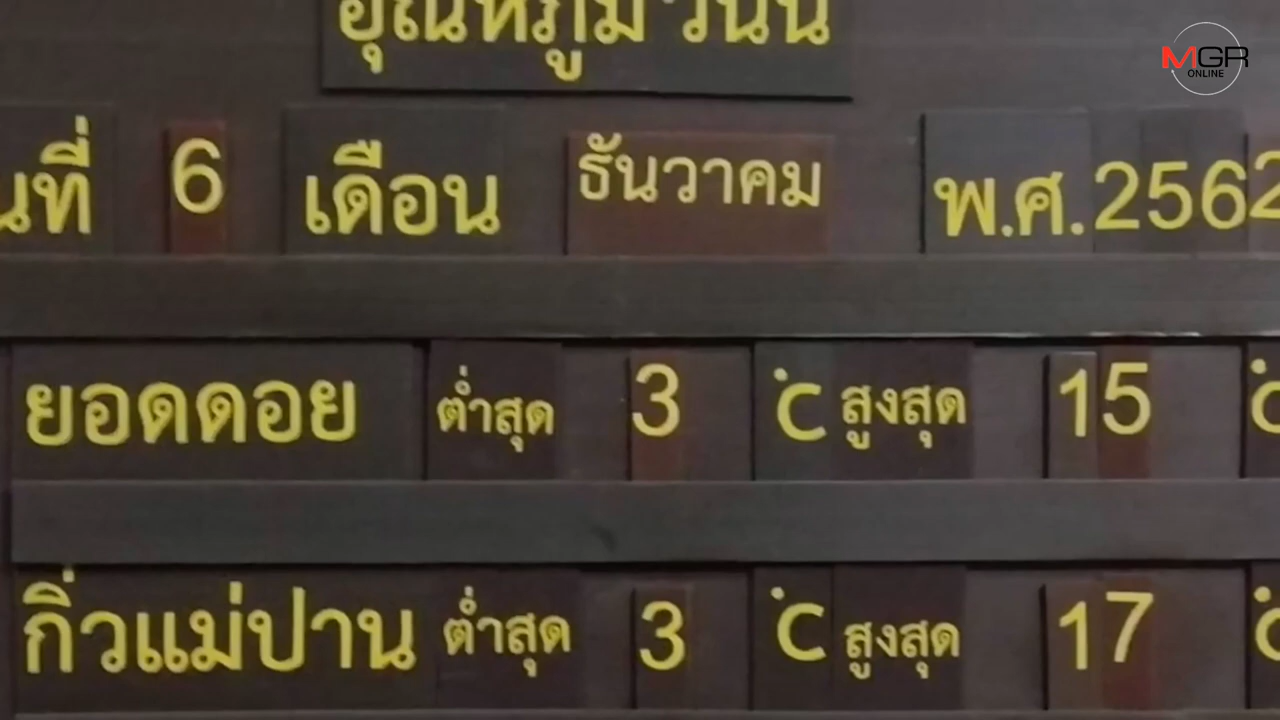 อุณหภูมิวันนี้
MGR
ONLINE
นที่ 6 เดือน ธันวาคม พ.ศ.2562
ยอดดอย ต่ำสุด 3 °C สูงสุด 15 °C
กิ่วแม่ปาน ต่ำสุด 3 °C สูงสุด 17 °C